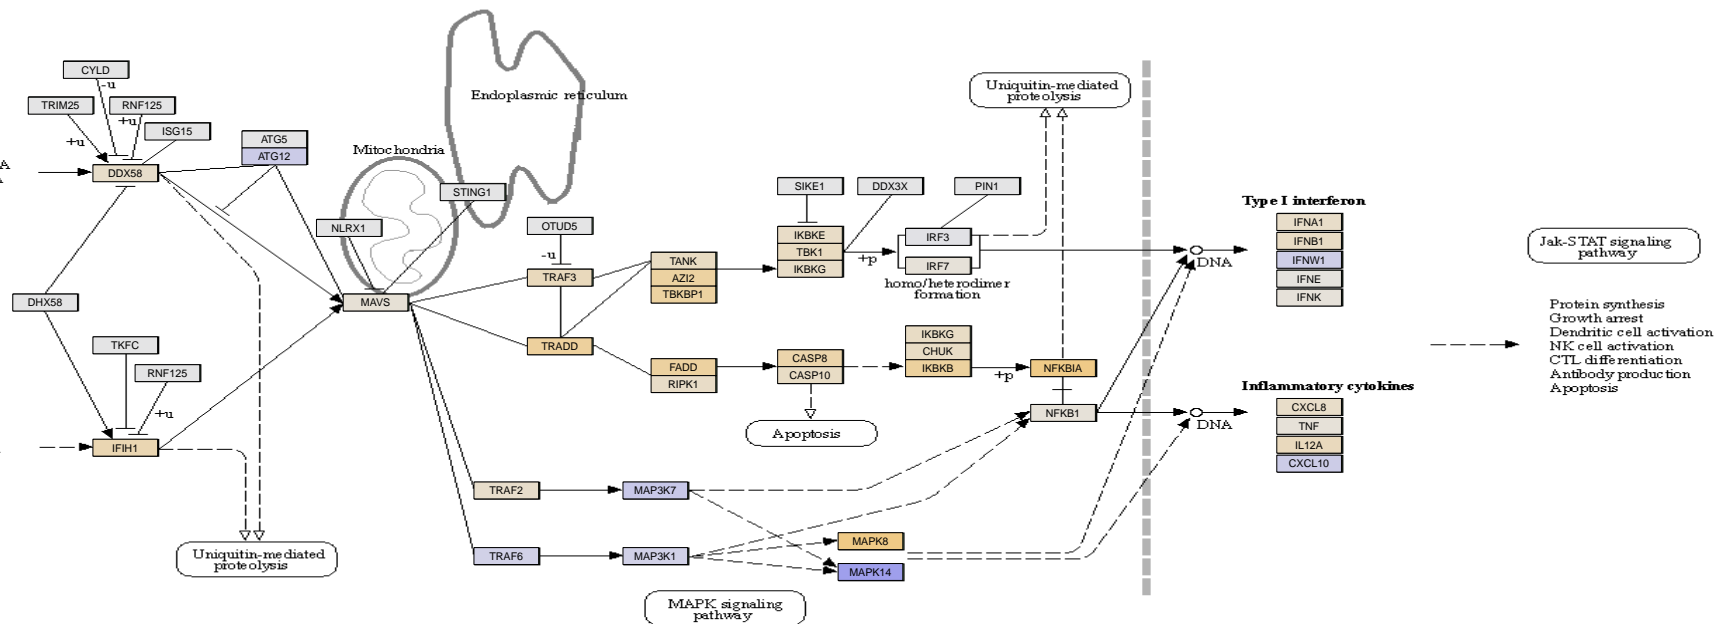 CYLD
-u
TRIM25
RNF125
+u
+u
ISG15
A
DDX58
ATG5
ATG12
Endoplasmic reticulum
Mitochondria
STING1
NLRX1
MAVS
DHX58
TKFC
RNF125
+u
IFIH1
Uniquitin-mediated
proteolysis
OTUD5
-u
TRAF3
TRADD
TANK
AZI2
TBKBP1
FADD
RIPK1
TRAF2
TRAF6
MAP3K7
MAP3K1
MAPK8
MAPK14
MAPK signaling
pathway
SIKE1
DDX3X
PIN1
IKBKE
TBK1
IKBKG
+p
IRF3
IRF7
homo/heterodimer
formation
CASP8
CASP10
Apoptosis
IKBKG
CHUK
IKBKB
+p
NFKBIA
NFKB1
Uniquitin-mediated
proteolysis
DNA
DNA
Type I interferon
IFNA1
IFNB1
IFNW1
IFNE
IFNK
Inflammatory cytokines
CXCL8
TNF
IL12A
CXCL10
Jak-STAT signaling
pathway
Protein synthesis
Growth arrest
Dendritic cell activation
NK cell activation
CTL differentiation
Antibody production
Apoptosis